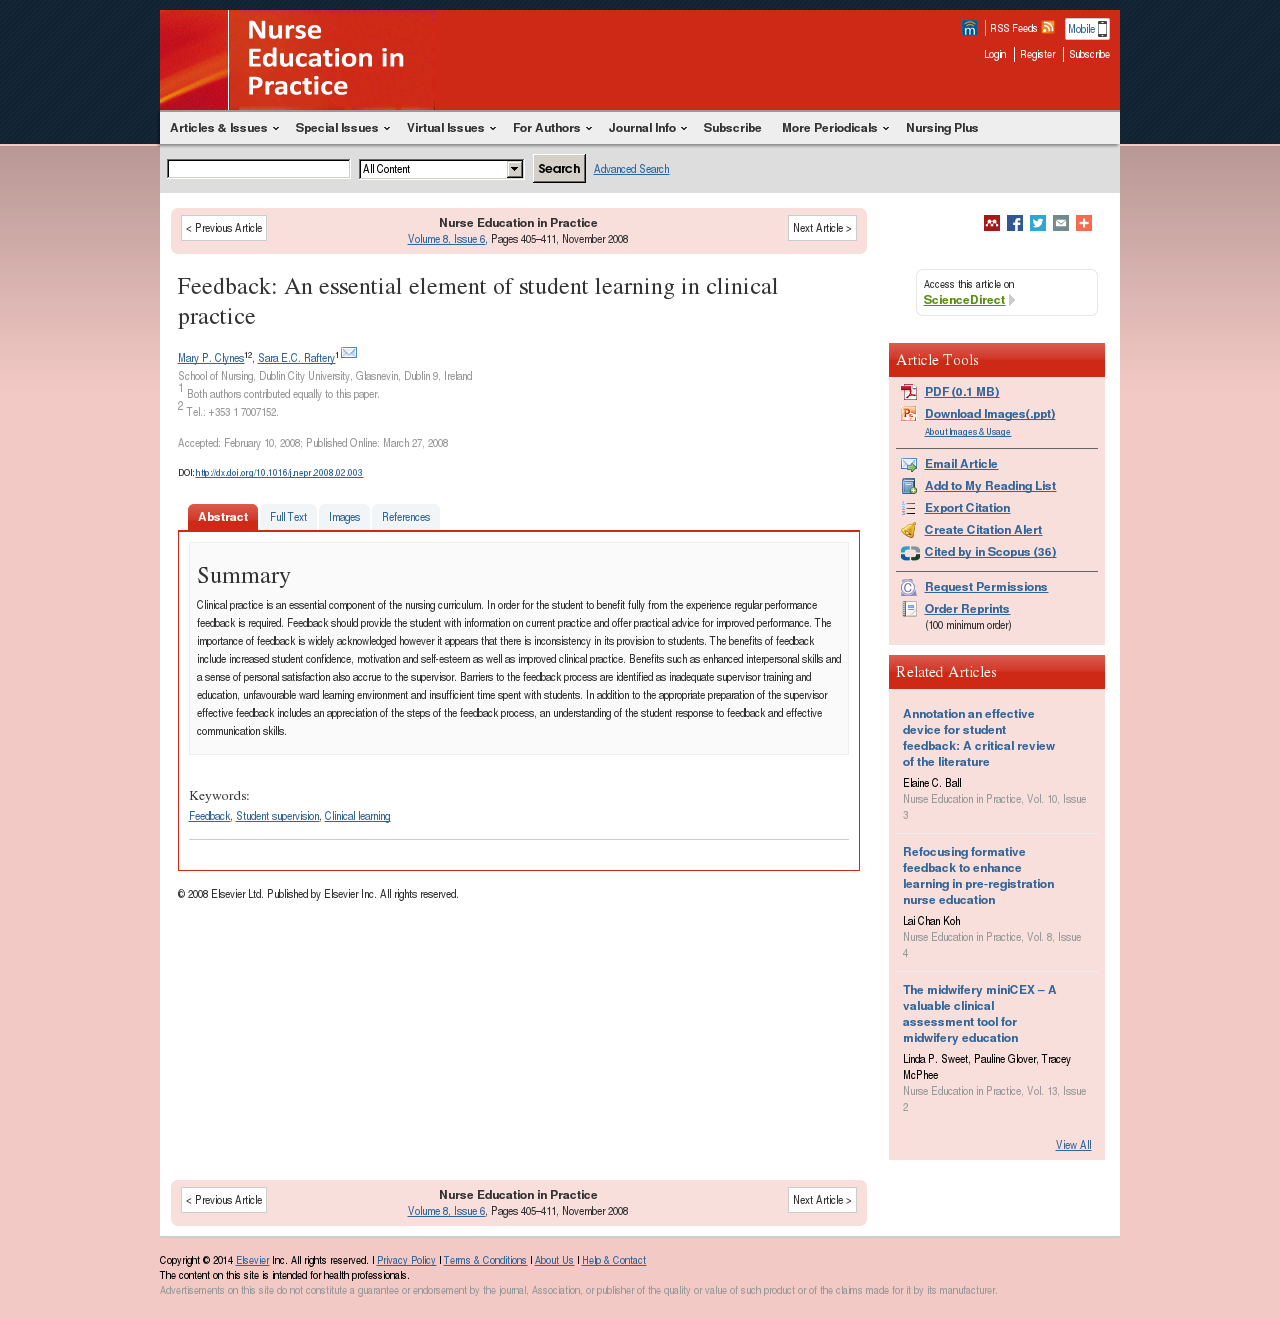 Nurse
Education in
Practice
RSS Feeds
Mobile
Login
Register
Subscribe
Articles & Issues
Special Issues
Virtual Issues
For Authors
Journal Info
Subscribe
More Periodicals
Nursing Plus
All Content
Search
Advanced Search
< Previous Article
Nurse Education in Practice
Volume 8, Issue 6, Pages 405–411, November 2008
Next Article >
Feedback: An essential element of student learning in clinical
practice
Mary P. Clynes12, Sara E.C. Raftery1
School of Nursing, Dublin City University, Glasnevin, Dublin 9, Ireland
1 Both authors contributed equally to this paper.
2 Tel.: +353 1 7007152.
Accepted: February 10, 2008; Published Online: March 27, 2008
DOI: http://dx.doi.org/10.1016/j.nepr.2008.02.003
Abstract
Full Text
Images
References
Summary
Clinical practice is an essential component of the nursing curriculum. In order for the student to benefit fully from the experience regular performance
feedback is required. Feedback should provide the student with information on current practice and offer practical advice for improved performance. The
importance of feedback is widely acknowledged however it appears that there is inconsistency in its provision to students. The benefits of feedback
include increased student confidence, motivation and self-esteem as well as improved clinical practice. Benefits such as enhanced interpersonal skills and
a sense of personal satisfaction also accrue to the supervisor. Barriers to the feedback process are identified as inadequate supervisor training and
education, unfavourable ward learning environment and insufficient time spent with students. In addition to the appropriate preparation of the supervisor
effective feedback includes an appreciation of the steps of the feedback process, an understanding of the student response to feedback and effective
communication skills.
Keywords:
Feedback, Student supervision, Clinical learning
© 2008 Elsevier Ltd. Published by Elsevier Inc. All rights reserved.
Access this article on
ScienceDirect
Article Tools
PDF (0.1 MB)
Download Images(.ppt)
About Images & Usage
Email Article
Add to My Reading List
Export Citation
Create Citation Alert
Cited by in Scopus (36)
Request Permissions
Order Reprints
(100 minimum order)
Related Articles
Annotation an effective
device for student
feedback: A critical review
of the literature
Elaine C. Ball
Nurse Education in Practice, Vol. 10, Issue
3
Refocusing formative
feedback to enhance
learning in pre-registration
nurse education
Lai Chan Koh
Nurse Education in Practice, Vol. 8, Issue
4
The midwifery miniCEX – A
valuable clinical
assessment tool for
midwifery education
Linda P. Sweet, Pauline Glover, Tracey
McPhee
Nurse Education in Practice, Vol. 13, Issue
2
View All
< Previous Article
Nurse Education in Practice
Volume 8, Issue 6, Pages 405–411, November 2008
Next Article >
Copyright © 2014 Elsevier Inc. All rights reserved. | Privacy Policy | Terms & Conditions | About Us | Help & Contact
The content on this site is intended for health professionals.
Advertisements on this site do not constitute a guarantee or endorsement by the journal, Association, or publisher of the quality or value of such product or of the claims made for it by its manufacturer.